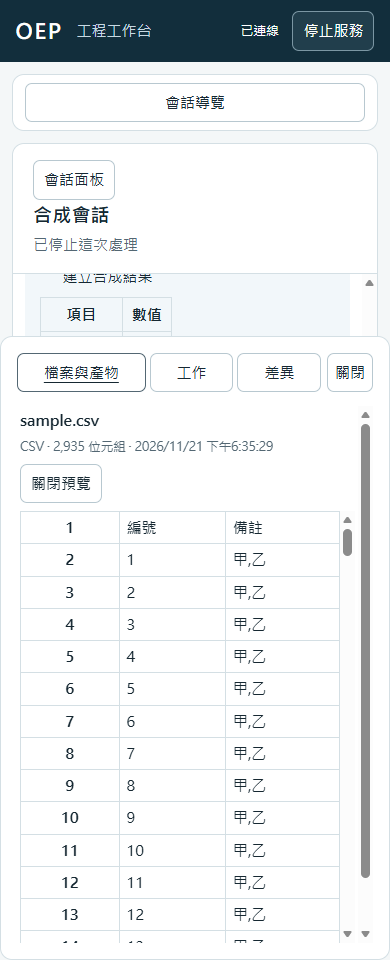 OEP 工程工作台 已連線 停止服務
會話導覽
會話面板
合成會話
已停止這次處理
建立合成結果
項目 數值
檔案與產物 工作 差異 關閉
sample.csv
CSV · 2,935 位元組 · 2026/11/21 下午6:35:29
關閉預覽
1 編號 備註
2 1 甲,乙
3 2 甲,乙
4 3 甲,乙
5 4 甲,乙
6 5 甲,乙
7 6 甲,乙
8 7 甲,乙
9 8 甲,乙
10 9 甲,乙
11 10 甲,乙
12 11 甲,乙
13 12 甲,乙